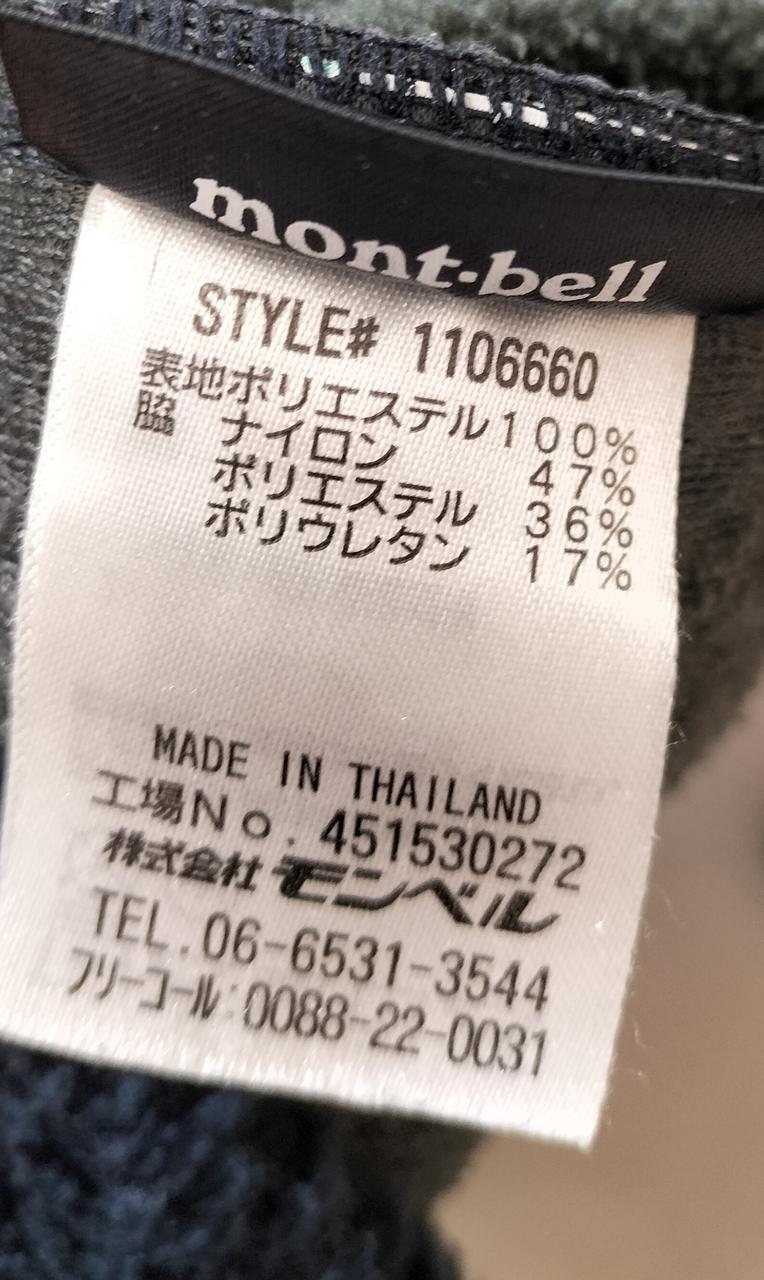 mont-bell
STYLE# 1106660
表地ポリエステル100%
脇 ナイロン 47%
ポリエステル 36%
ポリウレタン 17%
MADE IN THAILAND
工場No. 451530272
株式会社モンベル
TEL.06-6531-3544
フリーコール:0088-22-0031